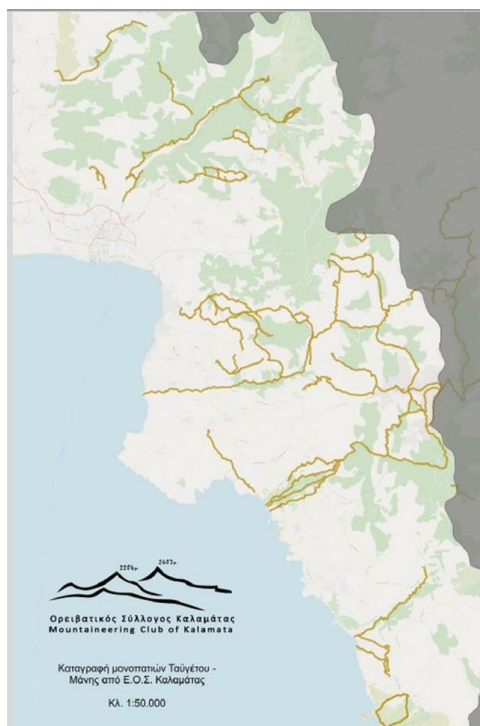 2204μ 2407μ
Ορειβατικός Σύλλογος Καλαμάτας
Mountaineering Club of Kalamata
Καταγραφή μονοπατιών Ταϋγέτου -
Μάνης από Ε.Ο.Σ. Καλαμάτας
Κλ. 1:50.000